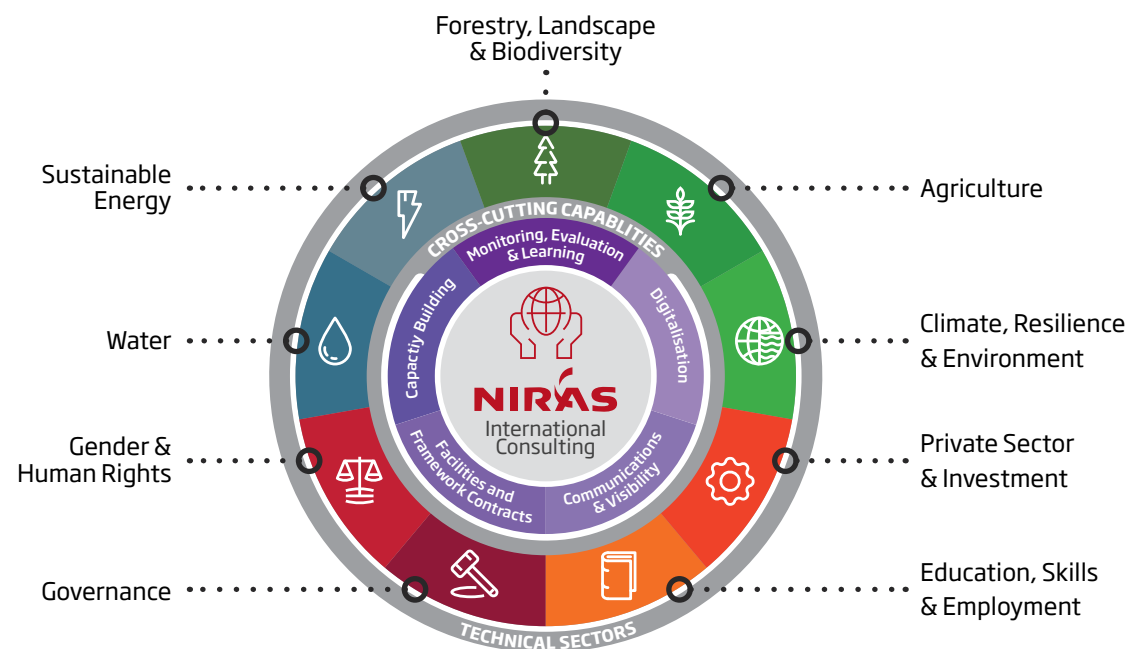 Forestry, Landscape
& Biodiversity
Sustainable
Energy
Agriculture
Water
Climate, Resilience
& Environment
Gender &
Human Rights
Private Sector
& Investment
Governance
Education, Skills
& Employment
CROSS-CUTTING CAPABLITIES
Monitoring, Evaluation
& Learning
Digitalisation
Communications
& Visibility
Facilities and
Framework Contracts
Capactiy Building
NIRAS
International
Consulting
TECHNICAL SECTORS